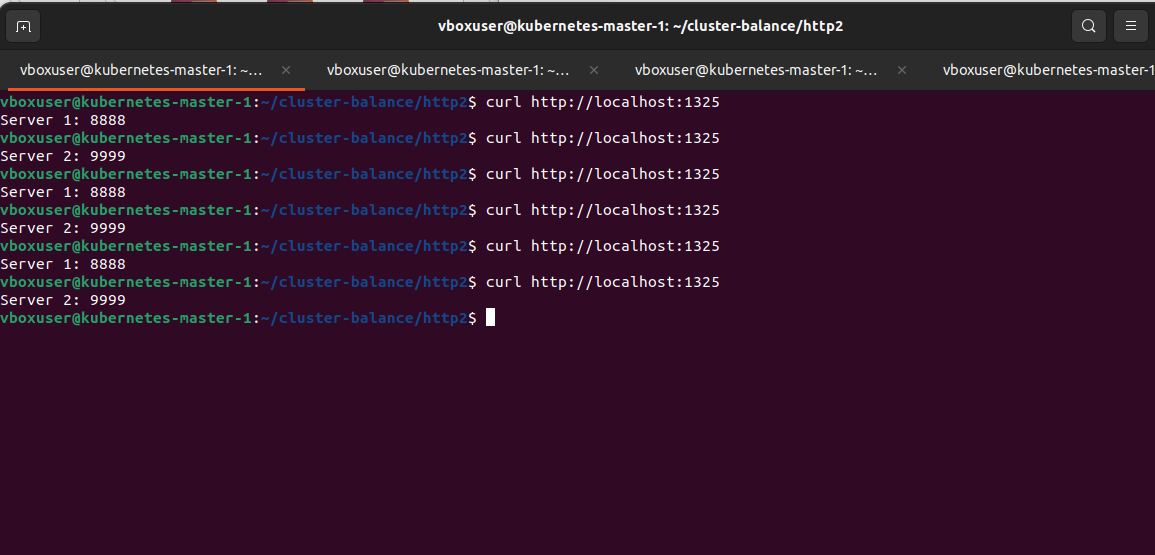 vboxuser@kubernetes-master-1: ~/cluster-balance/http2
vboxuser@kubernetes-master-1: ~... × vboxuser@kubernetes-master-1: ~... × vboxuser@kubernetes-master-1: ~... × vboxuser@kubernetes-master-1
vboxuser@kubernetes-master-1:~/cluster-balance/http2$ curl http://localhost:1325
Server 1: 8888
vboxuser@kubernetes-master-1:~/cluster-balance/http2$ curl http://localhost:1325
Server 2: 9999
vboxuser@kubernetes-master-1:~/cluster-balance/http2$ curl http://localhost:1325
Server 1: 8888
vboxuser@kubernetes-master-1:~/cluster-balance/http2$ curl http://localhost:1325
Server 2: 9999
vboxuser@kubernetes-master-1:~/cluster-balance/http2$ curl http://localhost:1325
Server 1: 8888
vboxuser@kubernetes-master-1:~/cluster-balance/http2$ curl http://localhost:1325
Server 2: 9999
vboxuser@kubernetes-master-1:~/cluster-balance/http2$